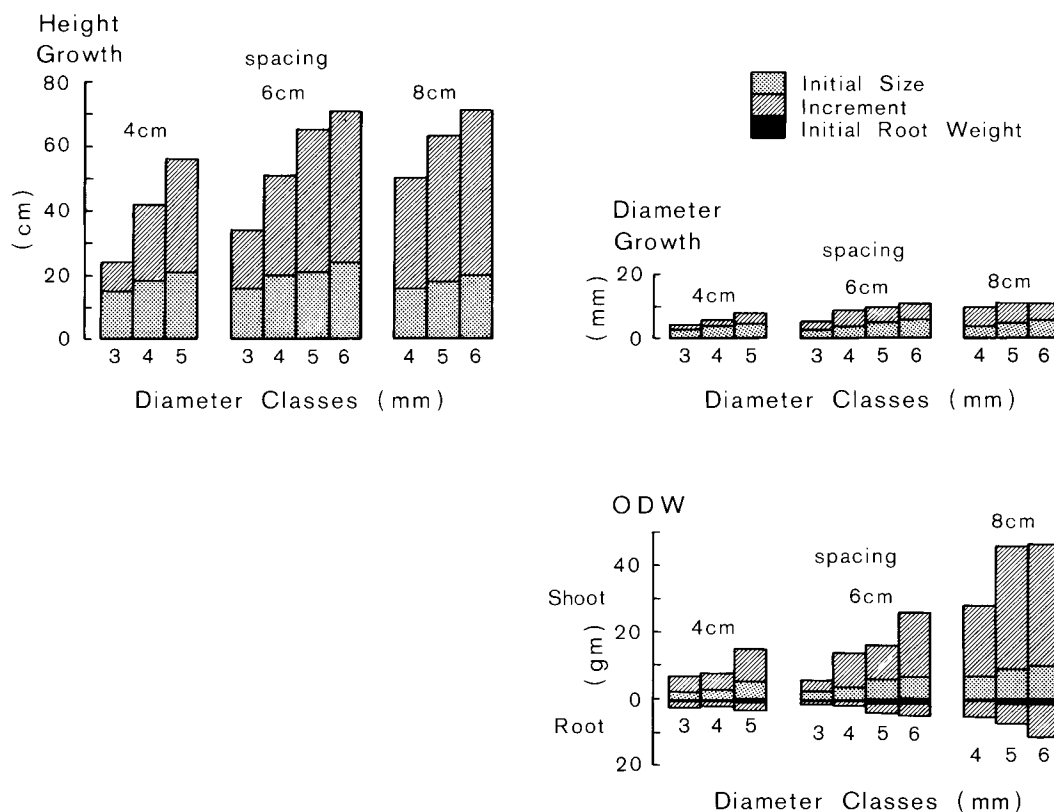 Height
Growth
spacing
80
60
40
20
0
(cm)
4cm
6cm
8cm
3 4 5 3 4 5 6 4 5 6
Diameter Classes (mm)
Initial Size
Increment
Initial Root Weight
Diameter
Growth
spacing
20
0
(mm)
4cm
6cm
8cm
3 4 5 3 4 5 6 4 5 6
Diameter Classes (mm)
ODW
spacing
40
20
0
20
Shoot
(gm)
Root
4cm
6cm
8cm
3 4 5 3 4 5 6 4 5 6
Diameter Classes (mm)